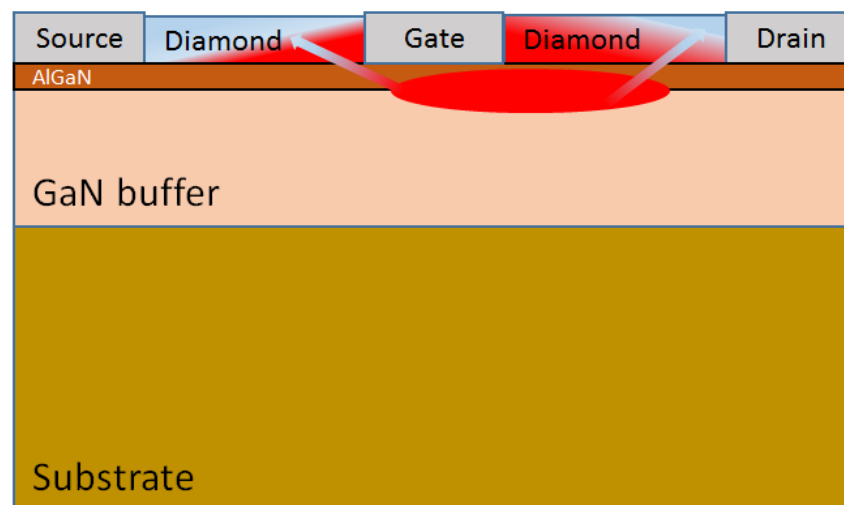 Source
Diamond
Gate
Diamond
Drain
AlGaN
GaN buffer
Substrate